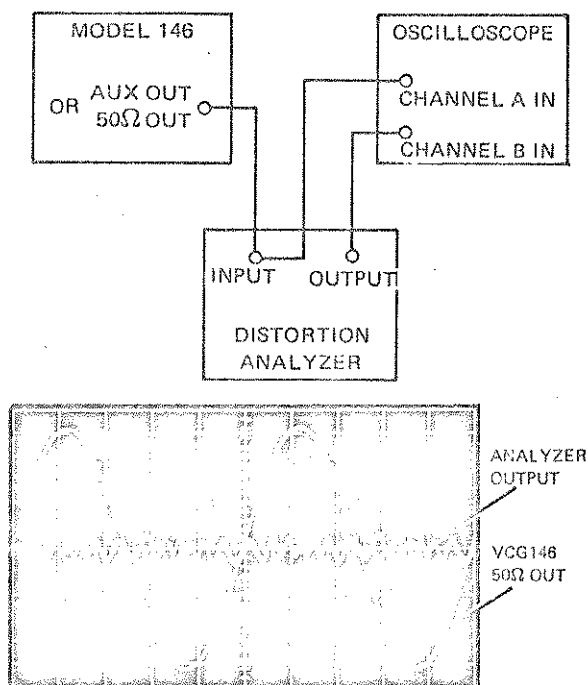 MODEL 146
OR AUX OUT
50Ω OUT
OSCILLOSCOPE
CHANNEL A IN
CHANNEL B IN
INPUT OUTPUT
DISTORTION
ANALYZER
ANALYZER
OUTPUT
VCG146
50Ω OUT